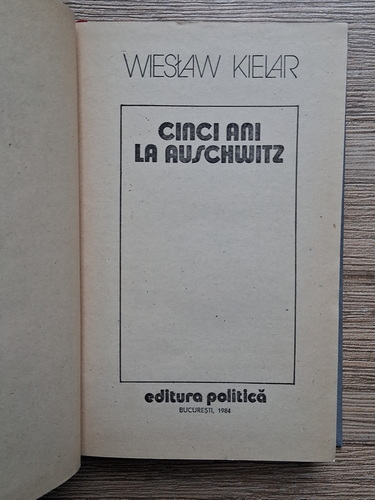 WIESŁAW KIELAR
CINCI ANI
LA AUSCHWITZ
editura politică
BUCUREȘTI, 1984